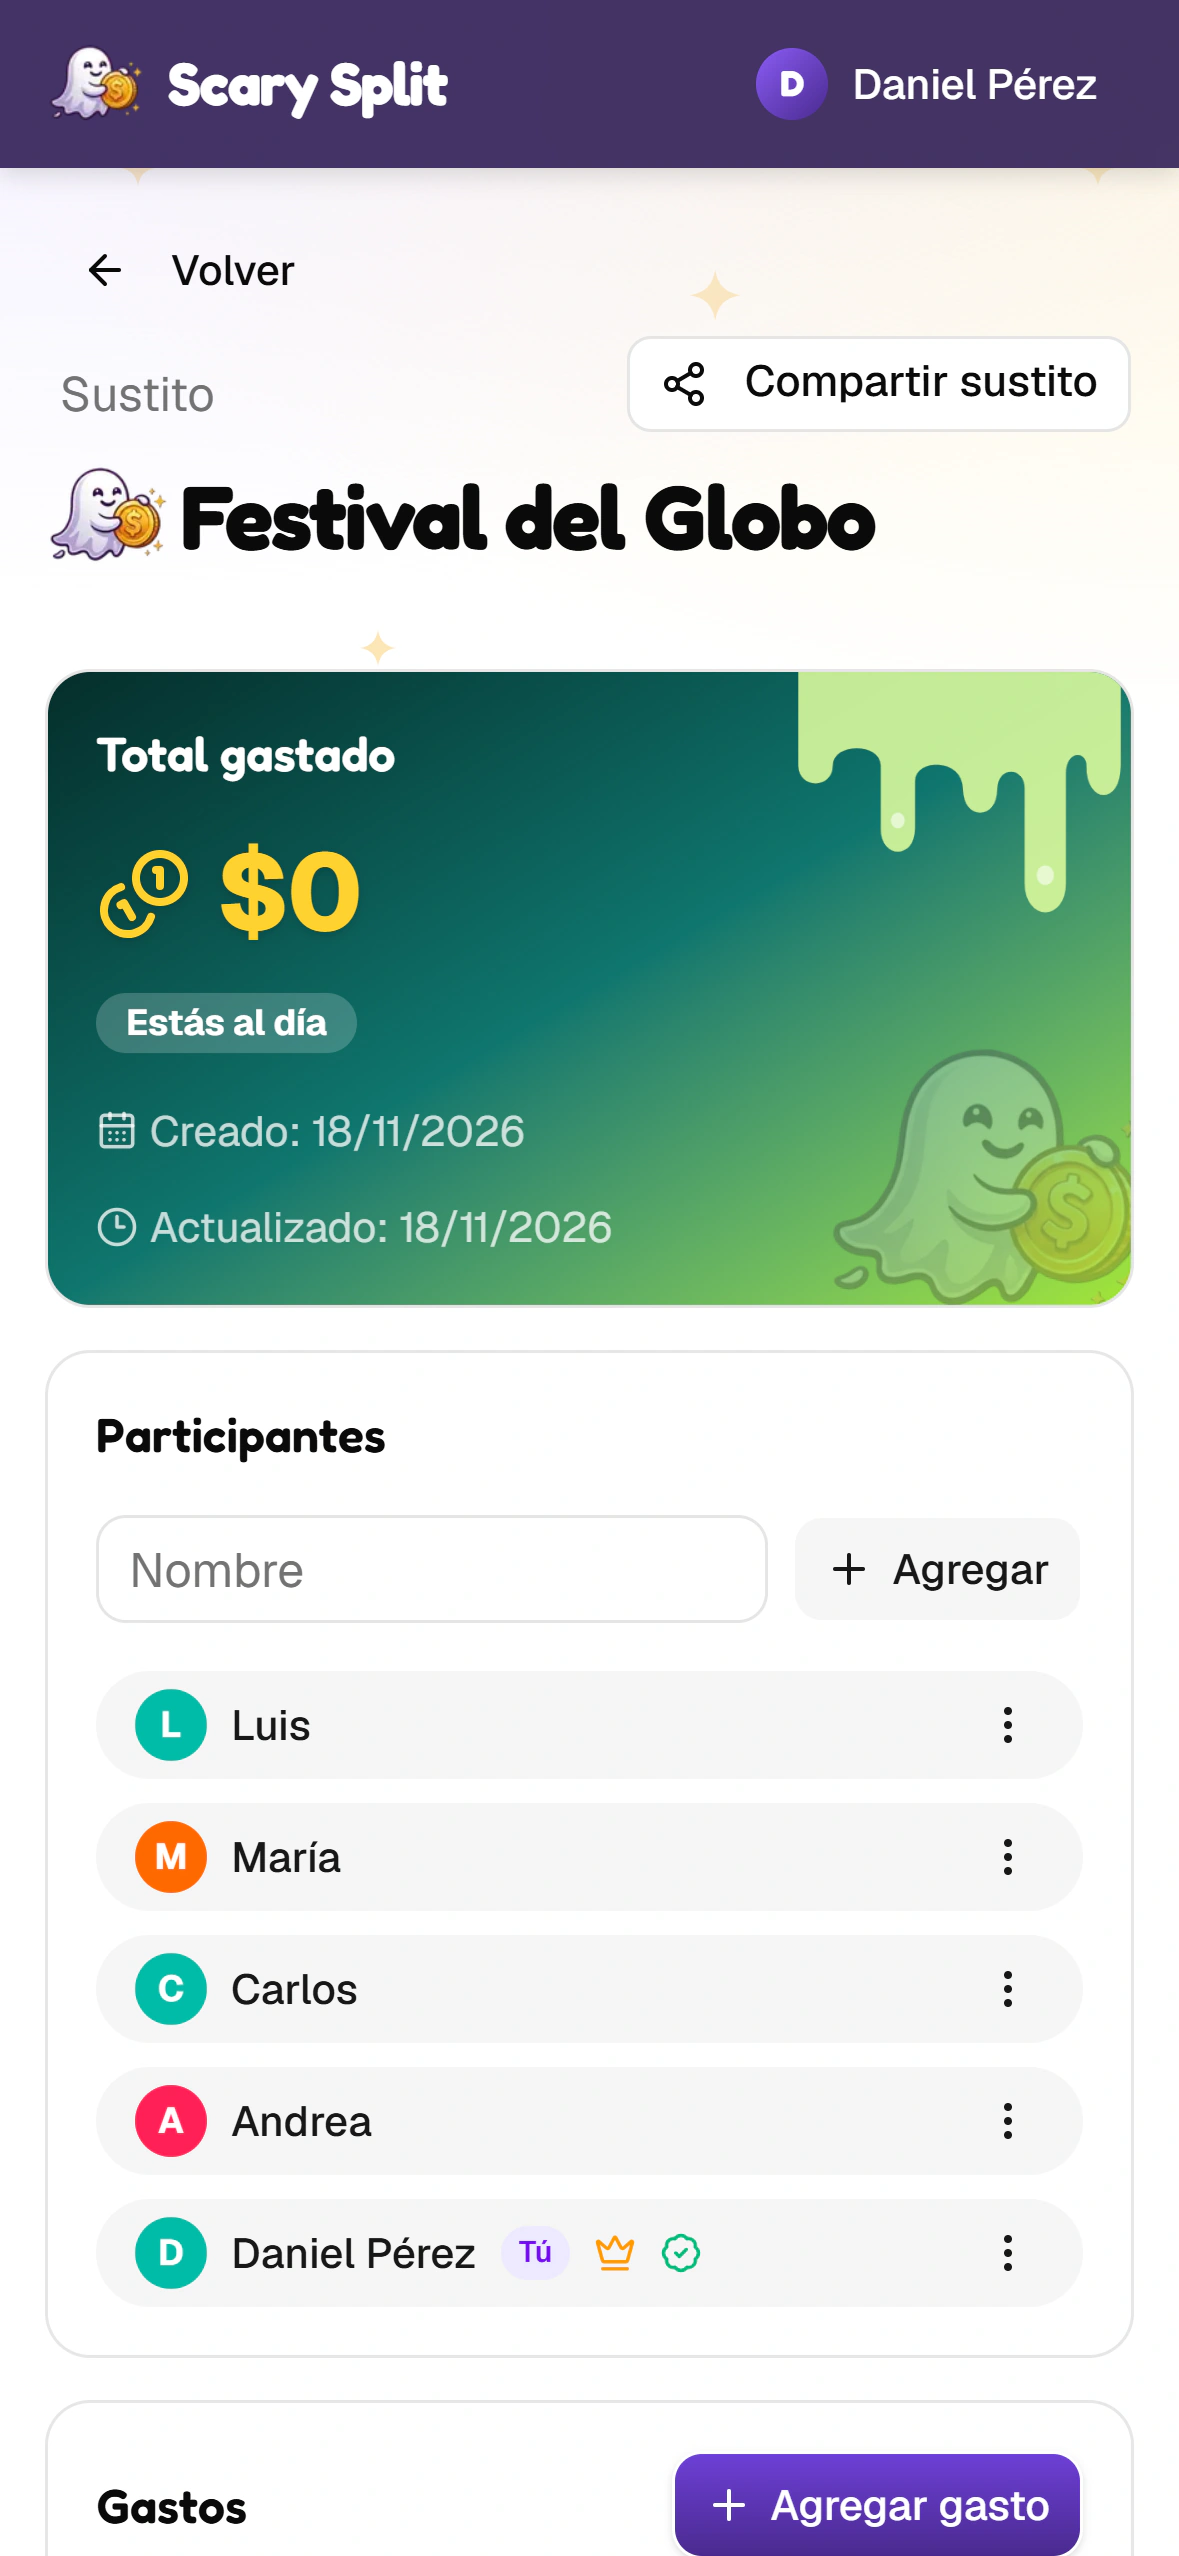 Scary Split
D Daniel Pérez
Volver
Sustito
Compartir sustito
Festival del Globo
Total gastado
$0
Estás al día
Creado: 18/11/2026
Actualizado: 18/11/2026
Participantes
Nombre
Agregar
L Luis
M María
C Carlos
A Andrea
D Daniel Pérez Tú
Gastos
Agregar gasto